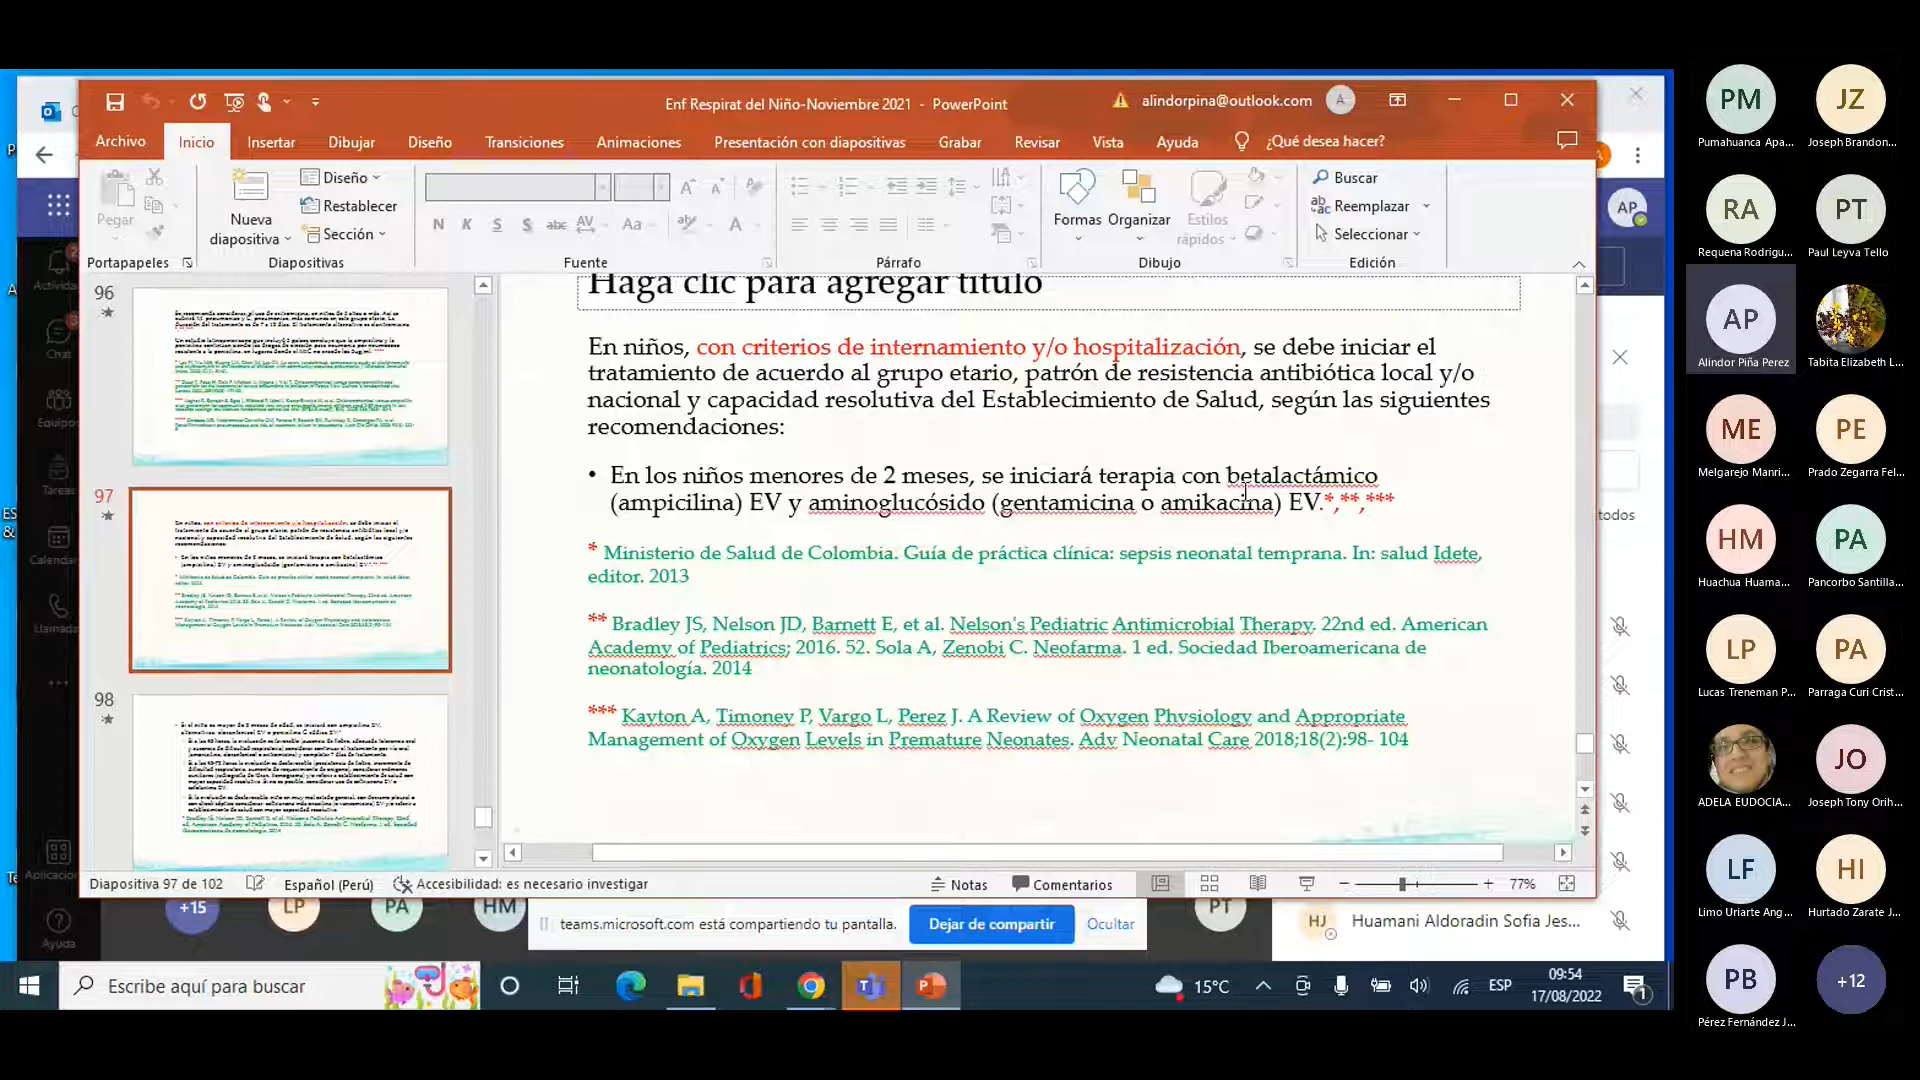 Enf Respirat del Niño-Noviembre 2021 - PowerPoint
alindorpina@outlook.com
A
Archivo
Inicio
Insertar
Dibujar
Diseño
Transiciones
Animaciones
Presentación con diapositivas
Grabar
Revisar
Vista
Ayuda
¿Qué desea hacer?
Pegar
Nueva
diapositiva
Diseño
Restablecer
Sección
N K S S abc AV Aa
Formas
Organizar
Estilos
rápidos
Buscar
Reemplazar
Seleccionar
Portapapeles
Diapositivas
Fuente
Párrafo
Dibujo
Edición
96
97
98
Haga clic para agregar título
En niños, con criterios de internamiento y/o hospitalización, se debe iniciar el
tratamiento de acuerdo al grupo etario, patrón de resistencia antibiótica local y/o
nacional y capacidad resolutiva del Establecimiento de Salud, según las siguientes
recomendaciones:
• En los niños menores de 2 meses, se iniciará terapia con betalactámico
(ampicilina) EV y aminoglucósido (gentamicina o amikacina) EV.*,**,***
* Ministerio de Salud de Colombia. Guía de práctica clínica: sepsis neonatal temprana. In: salud Idete,
editor. 2013
** Bradley JS, Nelson JD, Barnett E, et al. Nelson's Pediatric Antimicrobial Therapy. 22nd ed. American
Academy of Pediatrics; 2016. 52. Sola A, Zenobi C. Neofarma. 1 ed. Sociedad Iberoamericana de
neonatología. 2014
*** Kayton A, Timoney P, Vargo L, Perez J. A Review of Oxygen Physiology and Appropriate
Management of Oxygen Levels in Premature Neonates. Adv Neonatal Care 2018;18(2):98- 104
Diapositiva 97 de 102
Español (Perú)
Accesibilidad: es necesario investigar
Notas
Comentarios
77%
+15
LP
PA
HM
teams.microsoft.com está compartiendo tu pantalla.
Dejar de compartir
Ocultar
PT
HJ
Huamani Aldoradin Sofia Jes...
Chat
Ayuda
AP
Escribe aquí para buscar
15°C
ESP
09:54
17/08/2022
1
PM
Pumahuanca Apa...
JZ
Joseph Brandon...
RA
Requena Rodrigu...
PT
Paul Leyva Tello
AP
Alindor Piña Perez
Tabita Elizabeth L...
ME
Melgarejo Manri...
PE
Prado Zegarra Fel...
HM
Huachua Huama...
PA
Pancorbo Santilla...
LP
Lucas Treneman P...
PA
Parraga Curi Crist...
ADELA EUDOCIA...
JO
Joseph Tony Orih...
LF
Limo Uriarte Ang...
HI
Hurtado Zarate J...
PB
Pérez Fernández J...
+12